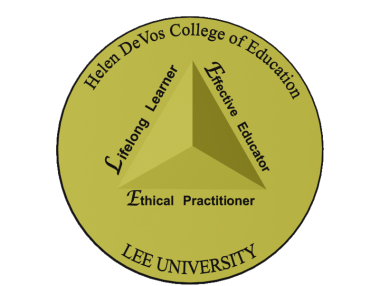 Helen DeVos College of Education
Lifelong Learner
Effective Educator
Ethical Practitioner
LEE UNIVERSITY